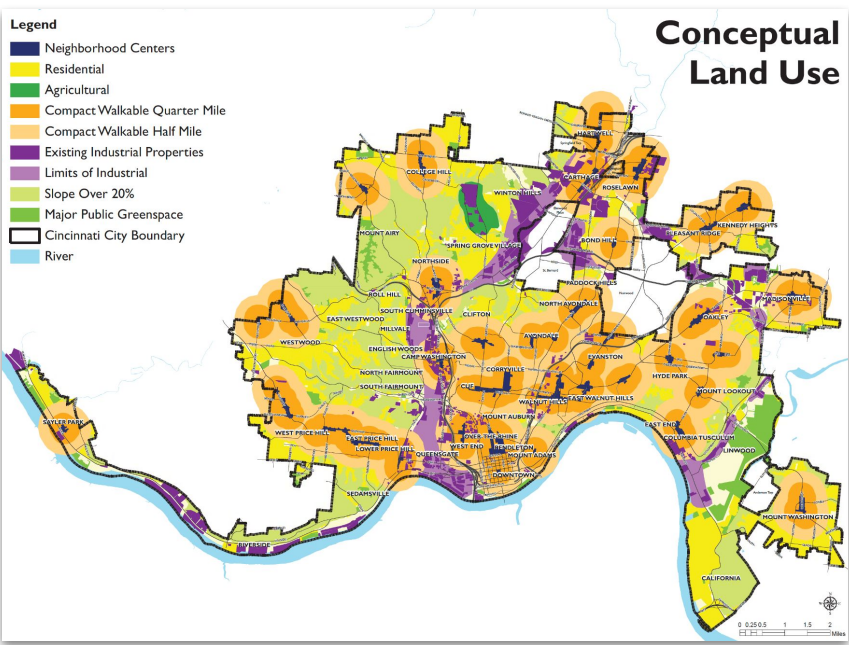 Conceptual
Land Use
Legend
Neighborhood Centers
Residential
Agricultural
Compact Walkable Quarter Mile
Compact Walkable Half Mile
Existing Industrial Properties
Limits of Industrial
Slope Over 20%
Major Public Greenspace
Cincinnati City Boundary
River
HARTWELL
COLLEGE HILL
CARTHAGE
ROSELAWN
WINTON HILLS
KENNEDY HEIGHTS
PLEASANT RIDGE
MOUNT AIRY
SPRING GROVE VILLAGE
BOND HILL
NORTHSIDE
St. Bernard
PADDOCK HILLS
ROLL HILL
NORTH AVONDALE
MADISONVILLE
SOUTH CUMMINSVILLE
CLIFTON
EAST WESTWOOD
OAKLEY
MILLVALE
AVONDALE
WESTWOOD
ENGLISH WOODS
CAMP WASHINGTON
EVANSTON
NORTH FAIRMOUNT
CORRYVILLE
HYDE PARK
SOUTH FAIRMOUNT
CUF
MOUNT LOOKOUT
WALNUT HILLS
EAST WALNUT HILLS
MOUNT AUBURN
SAYLER PARK
EAST END
WEST PRICE HILL
EAST PRICE HILL
OVER-THE-RHINE
COLUMBIA TUSCULUM
LOWER PRICE HILL
WEST END
PENDLETON
LINWOOD
QUEENSGATE
MOUNT ADAMS
DOWNTOWN
SEDAMSVILLE
MOUNT WASHINGTON
RIVERSIDE
CALIFORNIA
0 0.25 0.5 1 1.5 2
Miles